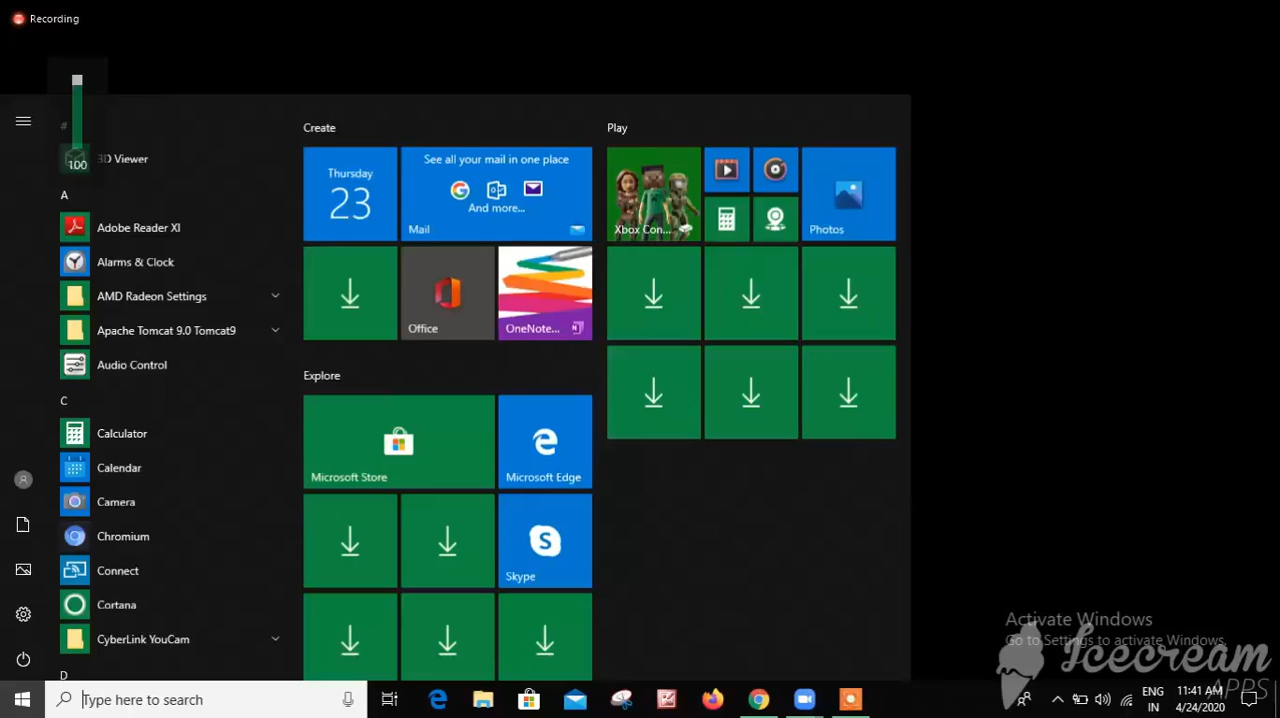 Recording
100
#
3D Viewer
A
Adobe Reader XI
Alarms & Clock
AMD Radeon Settings
Apache Tomcat 9.0 Tomcat9
Audio Control
C
Calculator
Calendar
Camera
Chromium
Connect
Cortana
CyberLink YouCam
D
Create
Thursday
23
See all your mail in one place
And more...
Mail
Office
OneNote...
Explore
Microsoft Store
Microsoft Edge
Skype
Play
Xbox Con...
Photos
Activate Windows
Go to Settings to activate Windows.
Icecream
APPS
Type here to search
ENG
IN
11:41 AM
4/24/2020